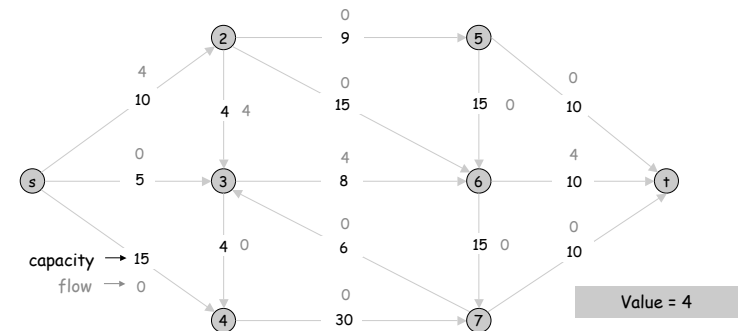 0
2 9 5
4 0 0
10 15 15 0 10
4 4
0 4 4
s 5 3 8 6 10 t
0 0
4 0 6 15 0 10
capacity → 15
flow → 0
0
4 30 7
Value = 4